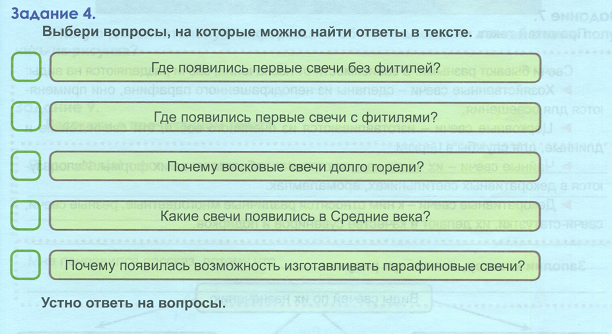 Задание 4.
Выбери вопросы, на которые можно найти ответы в тексте.
Где появились первые свечи без фитилей?
Где появились первые свечи с фитилями?
Почему восковые свечи долго горели?
Какие свечи появились в Средние века?
Почему появилась возможность изготавливать парафиновые свечи?
Устно ответь на вопросы.